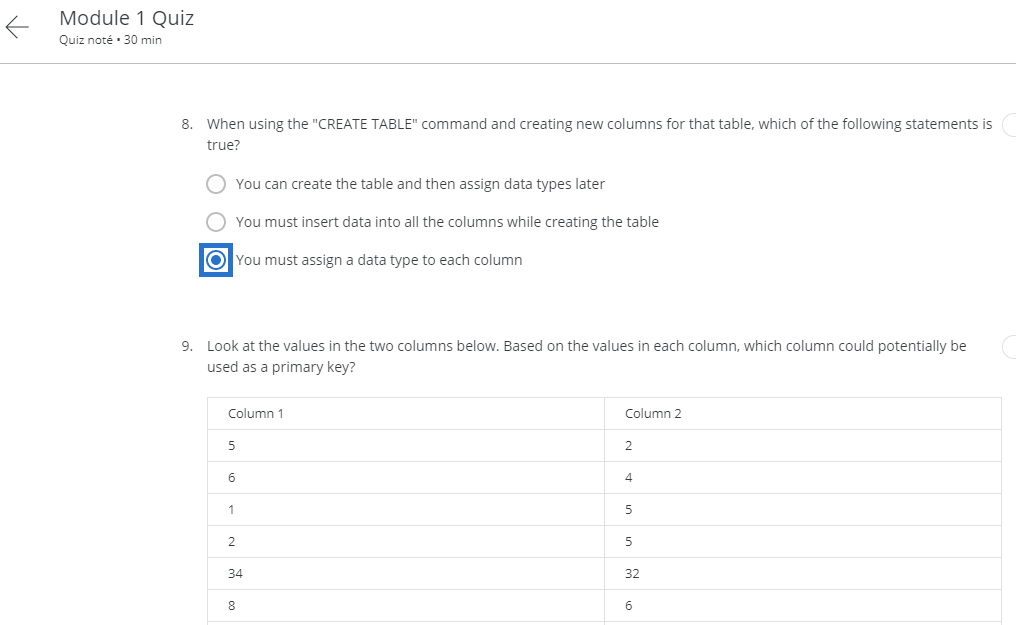 Module 1 Quiz
Quiz noté • 30 min
8. When using the "CREATE TABLE" command and creating new columns for that table, which of the following statements is
true?
You can create the table and then assign data types later
You must insert data into all the columns while creating the table
You must assign a data type to each column
9. Look at the values in the two columns below. Based on the values in each column, which column could potentially be
used as a primary key?
Column 1 Column 2
5 2
6 4
1 5
2 5
34 32
8 6